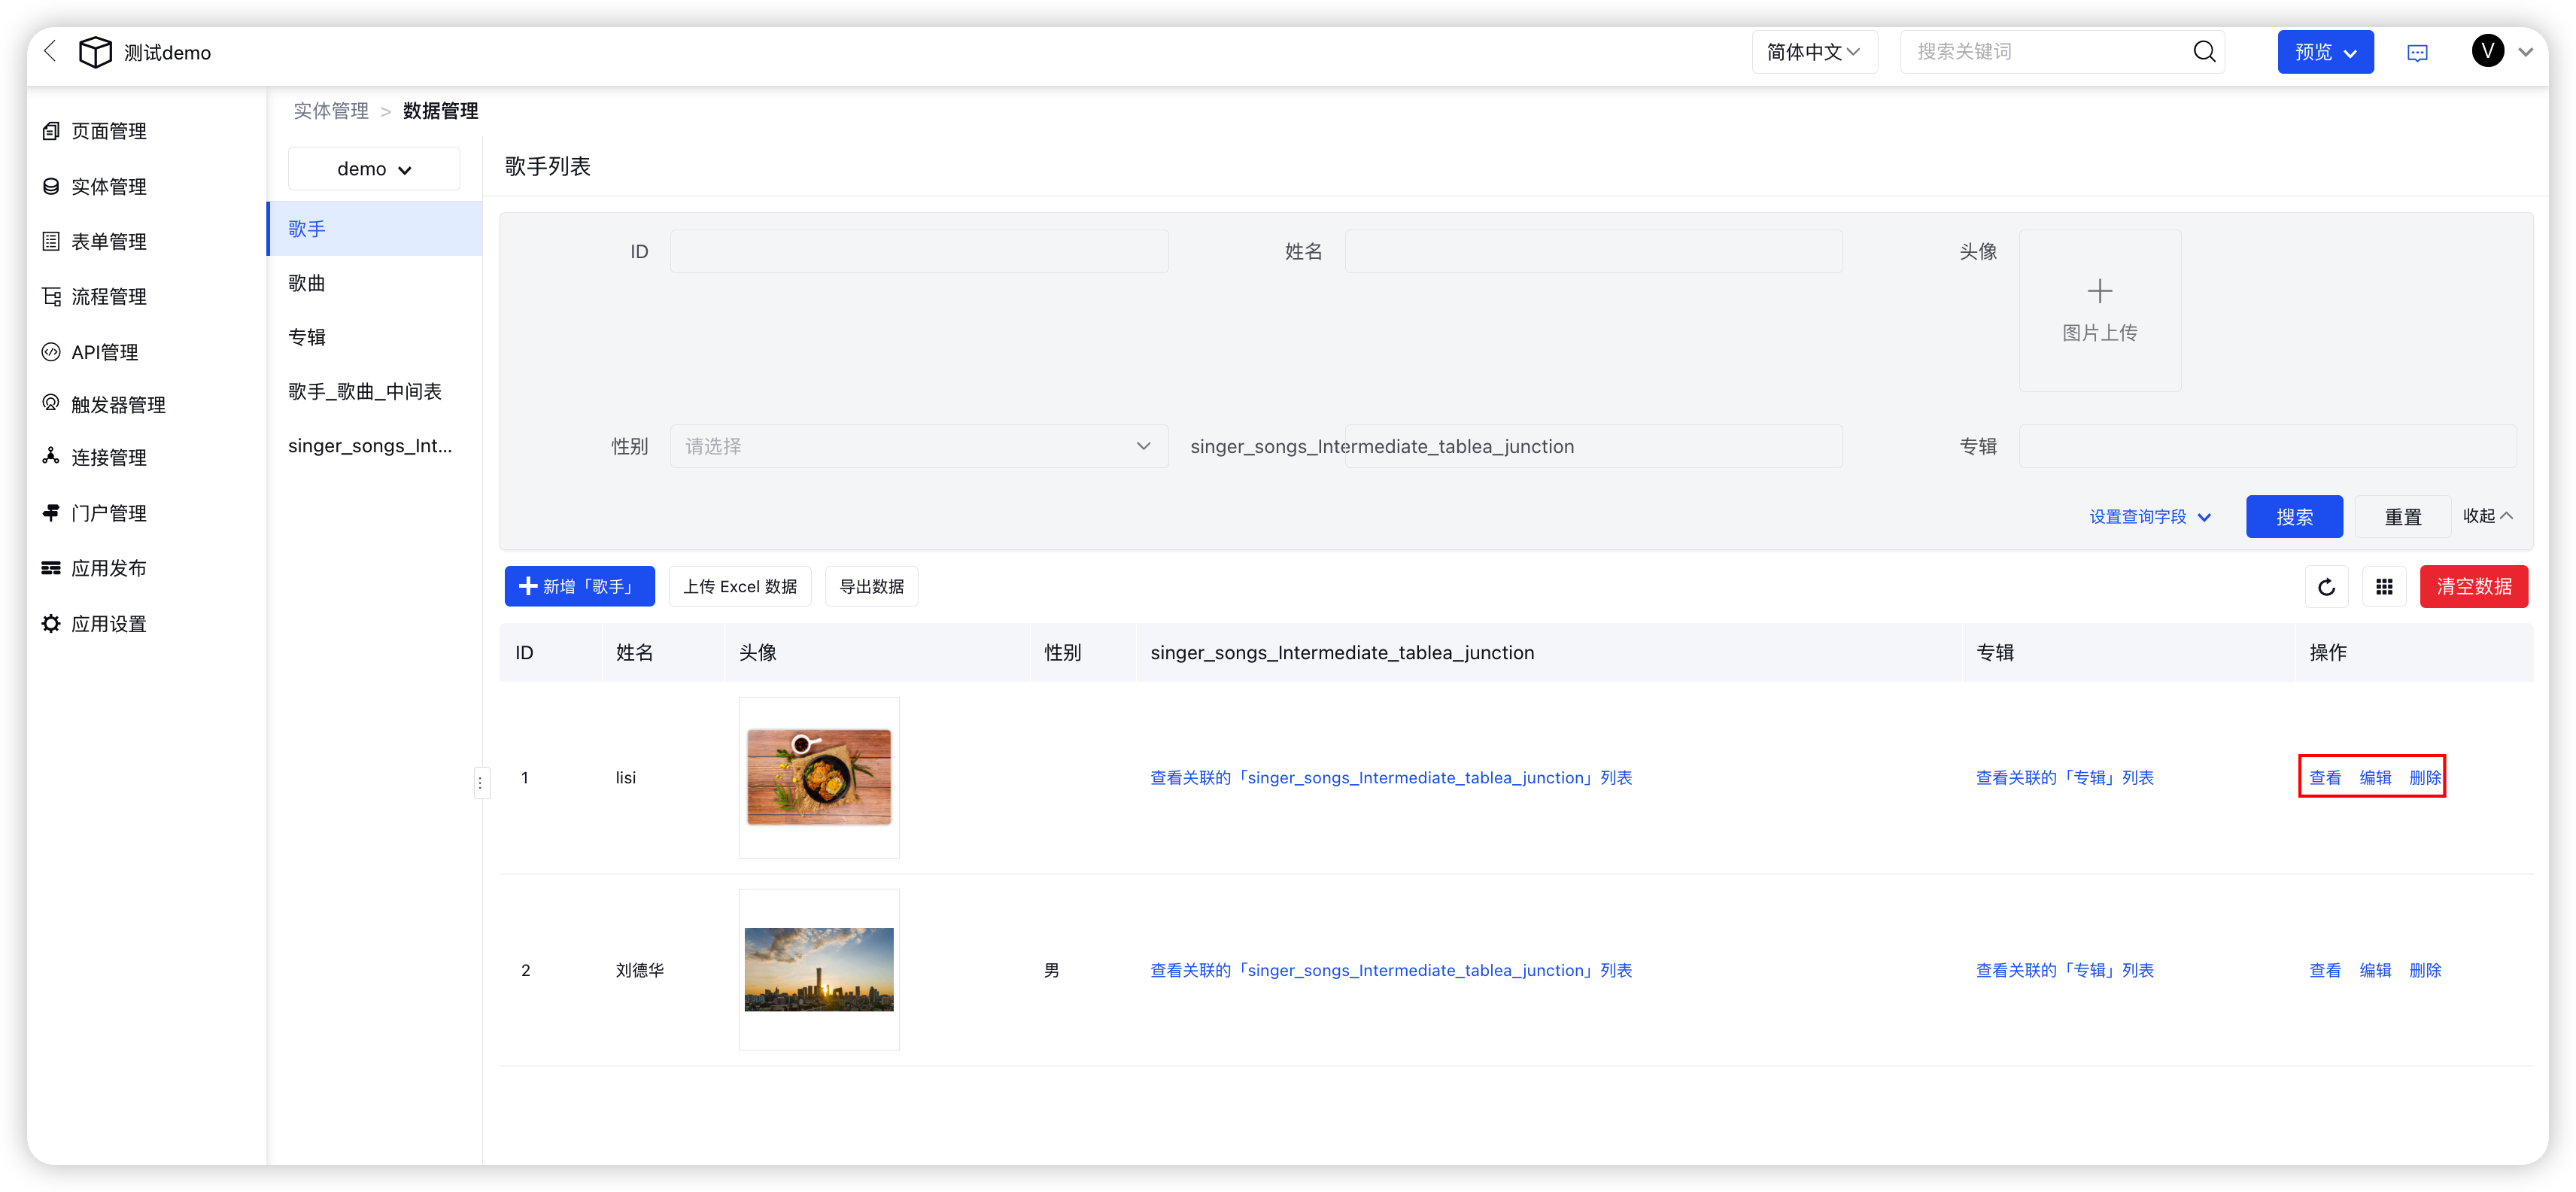 测试demo
简体中文
搜索关键词
预览
V
页面管理
实体管理
表单管理
流程管理
API管理
触发器管理
连接管理
门户管理
应用发布
应用设置
实体管理 > 数据管理
demo
歌手
歌曲
专辑
歌手_歌曲_中间表
singer_songs_Int...
歌手列表
ID
姓名
头像
图片上传
性别 请选择
singer_songs_Intermediate_tablea_junction
专辑
设置查询字段
搜索
重置
收起
新增「歌手」
上传 Excel 数据
导出数据
清空数据
ID 姓名 头像 性别 singer_songs_Intermediate_tablea_junction 专辑 操作
1 lisi 查看关联的「singer_songs_Intermediate_tablea_junction」列表 查看关联的「专辑」列表 查看 编辑 删除
2 刘德华 男 查看关联的「singer_songs_Intermediate_tablea_junction」列表 查看关联的「专辑」列表 查看 编辑 删除